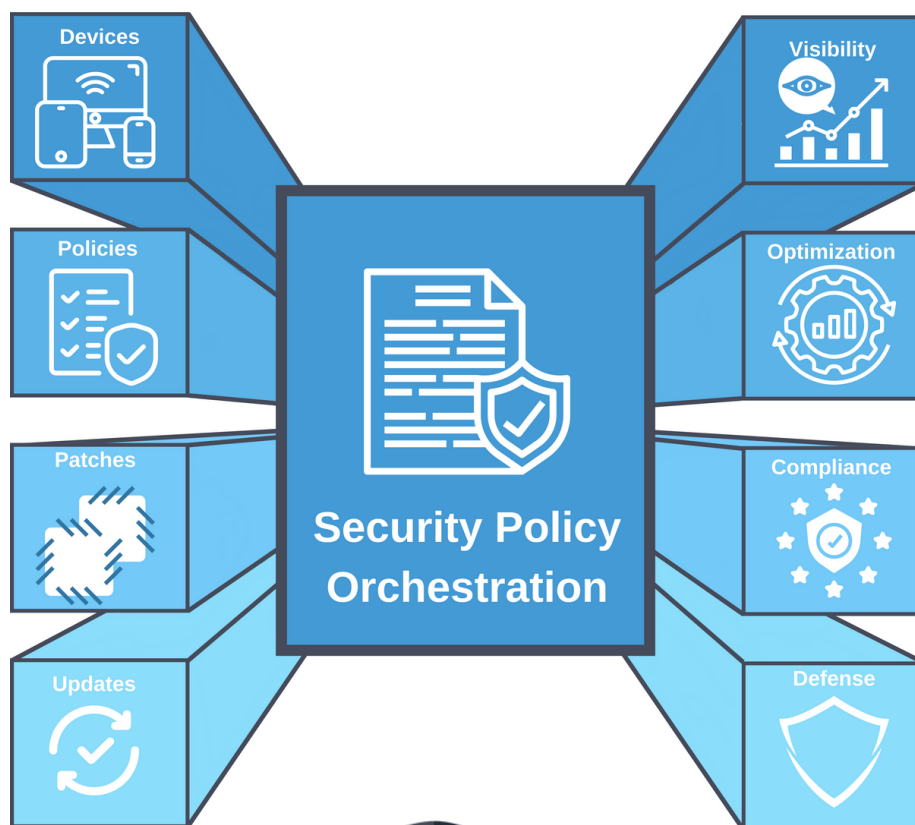 Devices
Visibility
Policies
Optimization
Security Policy
Orchestration
Patches
Compliance
Updates
Defense